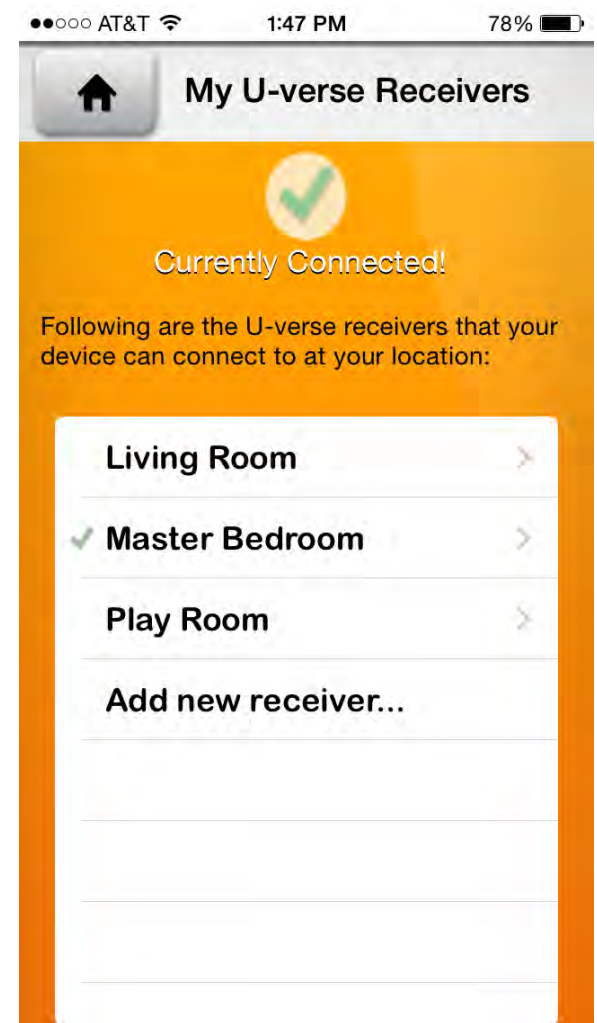 AT&T 1:47 PM 78%
My U-verse Receivers
Currently Connected!
Following are the U-verse receivers that your
device can connect to at your location:
Living Room
Master Bedroom
Play Room
Add new receiver...